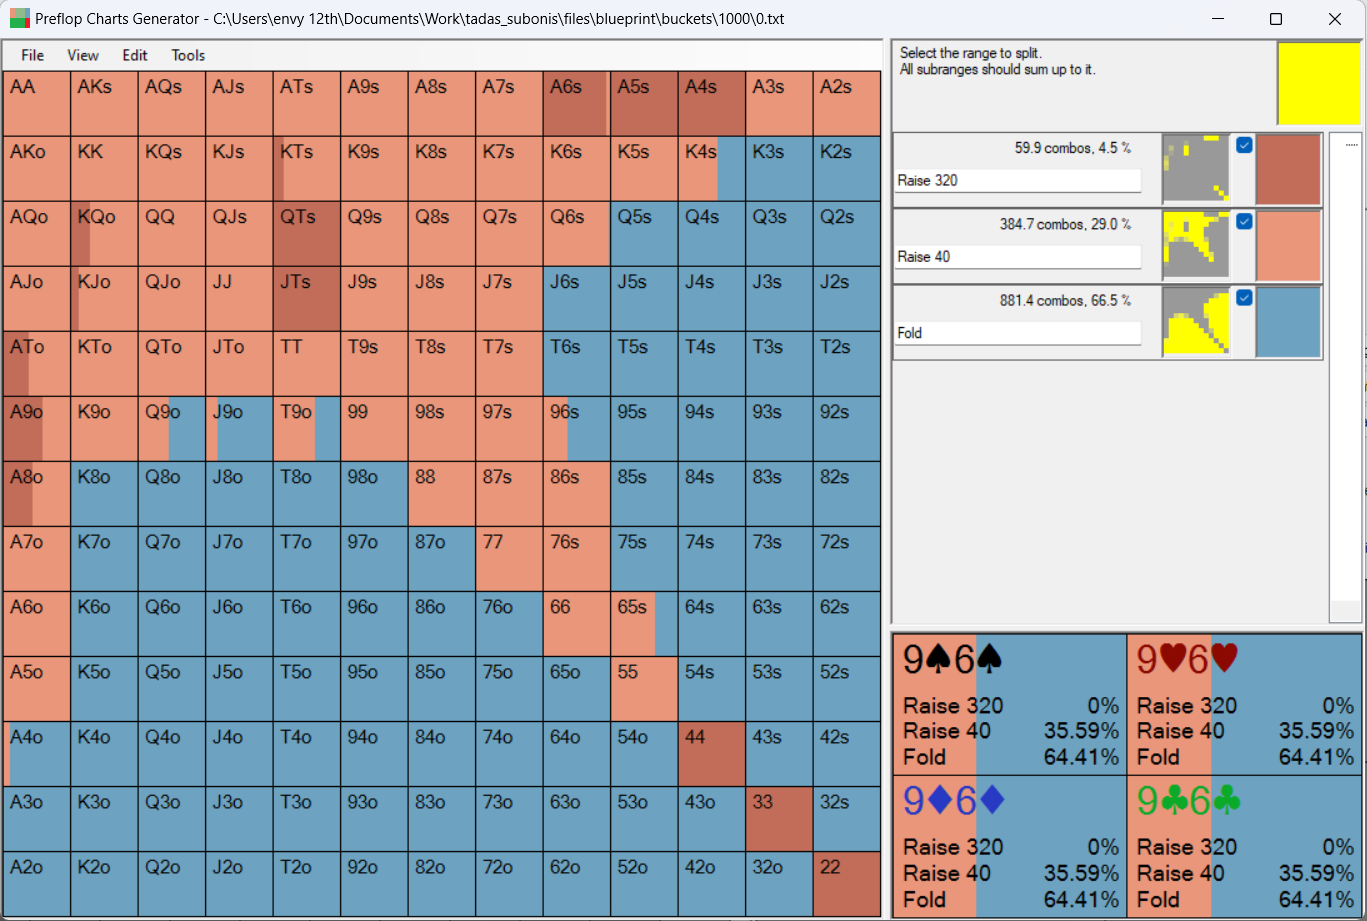 Preflop Charts Generator - C:\Users\envy 12th\Documents\Work\tadas_subonis\files\blueprint\buckets\1000\0.txt
File View Edit Tools
AA AKs AQs AJs ATs A9s A8s A7s A6s A5s A4s A3s A2s
AKo KK KQs KJs KTs K9s K8s K7s K6s K5s K4s K3s K2s
AQo KQo QQ QJs QTs Q9s Q8s Q7s Q6s Q5s Q4s Q3s Q2s
AJo KJo QJo JJ JTs J9s J8s J7s J6s J5s J4s J3s J2s
ATo KTo QTo JTo TT T9s T8s T7s T6s T5s T4s T3s T2s
A9o K9o Q9o J9o T9o 99 98s 97s 96s 95s 94s 93s 92s
A8o K8o Q8o J8o T8o 98o 88 87s 86s 85s 84s 83s 82s
A7o K7o Q7o J7o T7o 97o 87o 77 76s 75s 74s 73s 72s
A6o K6o Q6o J6o T6o 96o 86o 76o 66 65s 64s 63s 62s
A5o K5o Q5o J5o T5o 95o 85o 75o 65o 55 54s 53s 52s
A4o K4o Q4o J4o T4o 94o 84o 74o 64o 54o 44 43s 42s
A3o K3o Q3o J3o T3o 93o 83o 73o 63o 53o 43o 33 32s
A2o K2o Q2o J2o T2o 92o 82o 72o 62o 52o 42o 32o 22
Select the range to split.
All subranges should sum up to it.
59.9 combos, 4.5 %
Raise 320
384.7 combos, 29.0 %
Raise 40
881.4 combos, 66.5 %
Fold
9♠6♠
Raise 320 0%
Raise 40 35.59%
Fold 64.41%
9♥6♥
Raise 320 0%
Raise 40 35.59%
Fold 64.41%
9♦6♦
Raise 320 0%
Raise 40 35.59%
Fold 64.41%
9♣6♣
Raise 320 0%
Raise 40 35.59%
Fold 64.41%